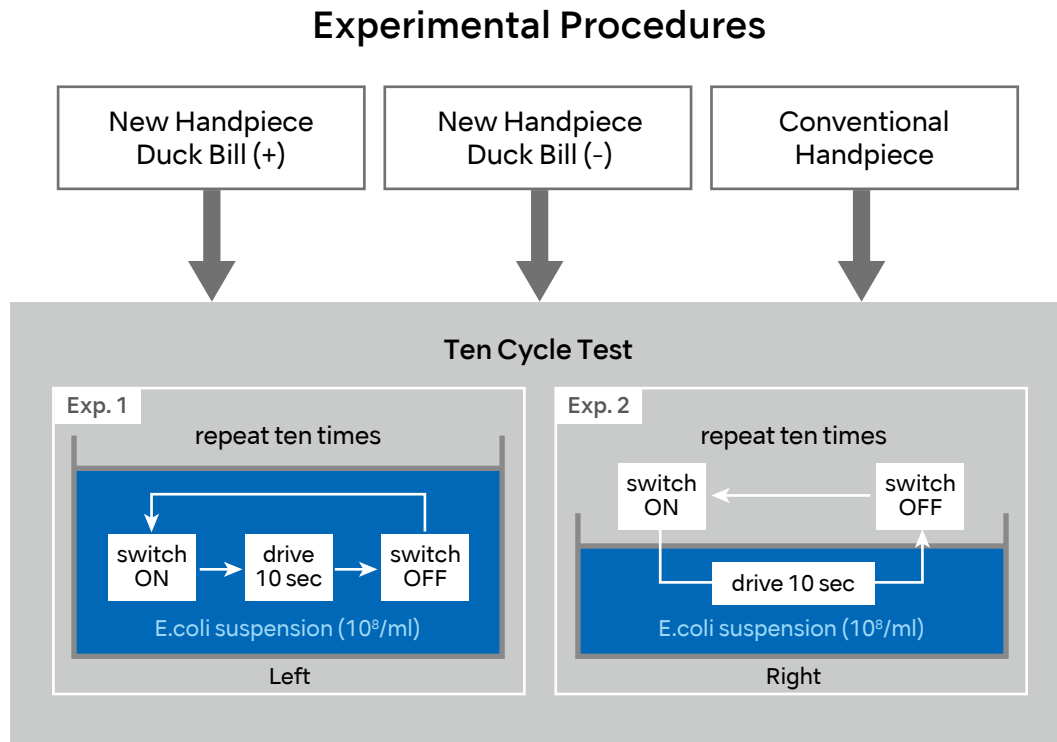 Experimental Procedures
New Handpiece
Duck Bill (+)
New Handpiece
Duck Bill (-)
Conventional
Handpiece
Ten Cycle Test
Exp. 1
repeat ten times
switch
ON
drive
10 sec
switch
OFF
E.coli suspension (10⁸/ml)
Left
Exp. 2
repeat ten times
switch
ON
switch
OFF
drive 10 sec
E.coli suspension (10⁸/ml)
Right